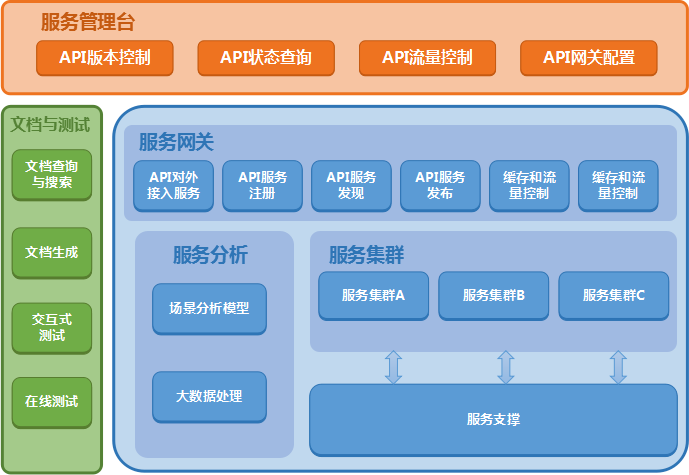 服务管理台
API版本控制
API状态查询
API流量控制
API网关配置
文档与测试
文档查询
与搜索
文档生成
交互式
测试
在线测试
服务网关
API对外
接入服务
API服务
注册
API服务
发现
API服务
发布
缓存和流
量控制
缓存和流
量控制
服务分析
场景分析模型
大数据处理
服务集群
服务集群A
服务集群B
服务集群C
服务支撑